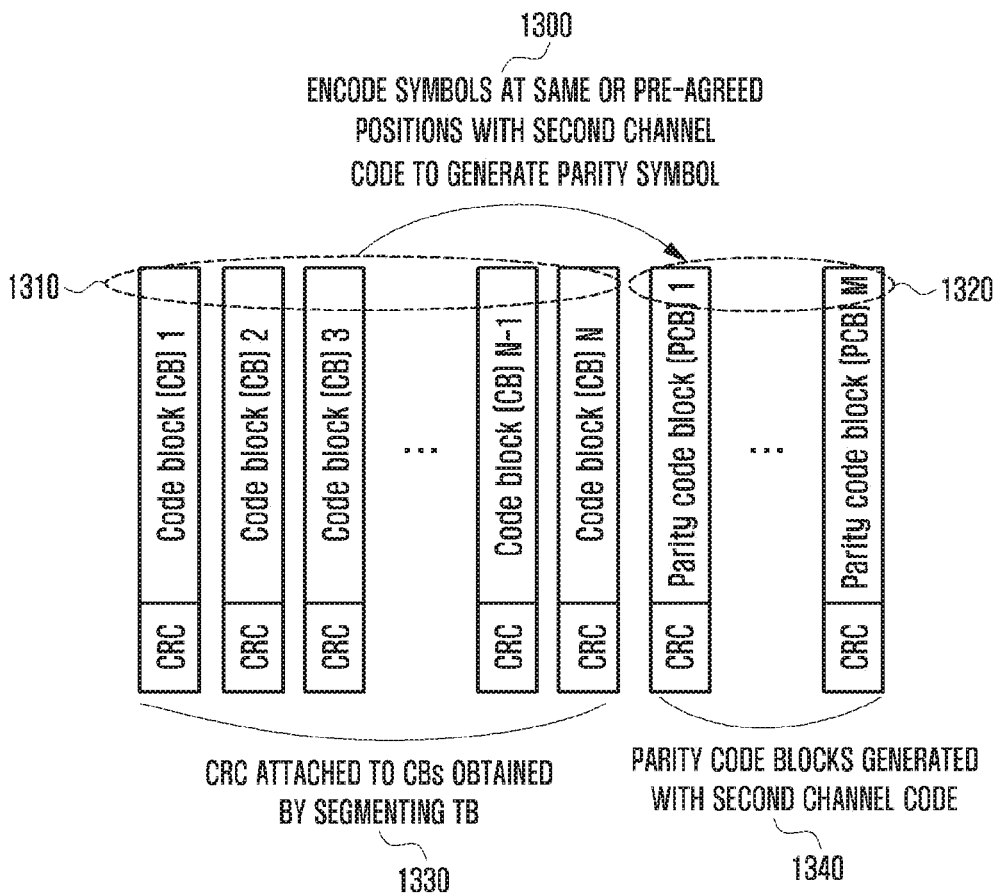 1300
ENCODE SYMBOLS AT SAME OR PRE-AGREED
POSITIONS WITH SECOND CHANNEL
CODE TO GENERATE PARITY SYMBOL
1310
1320
Code block (CB) 1
Code block (CB) 2
Code block (CB) 3
...
Code block (CB) N-1
Code block (CB) N
Parity code block (PCB) 1
...
Parity code block (PCB) M
CRC
CRC
CRC
CRC
CRC
CRC
CRC
CRC ATTACHED TO CBs OBTAINED
BY SEGMENTING TB
1330
PARITY CODE BLOCKS GENERATED
WITH SECOND CHANNEL CODE
1340